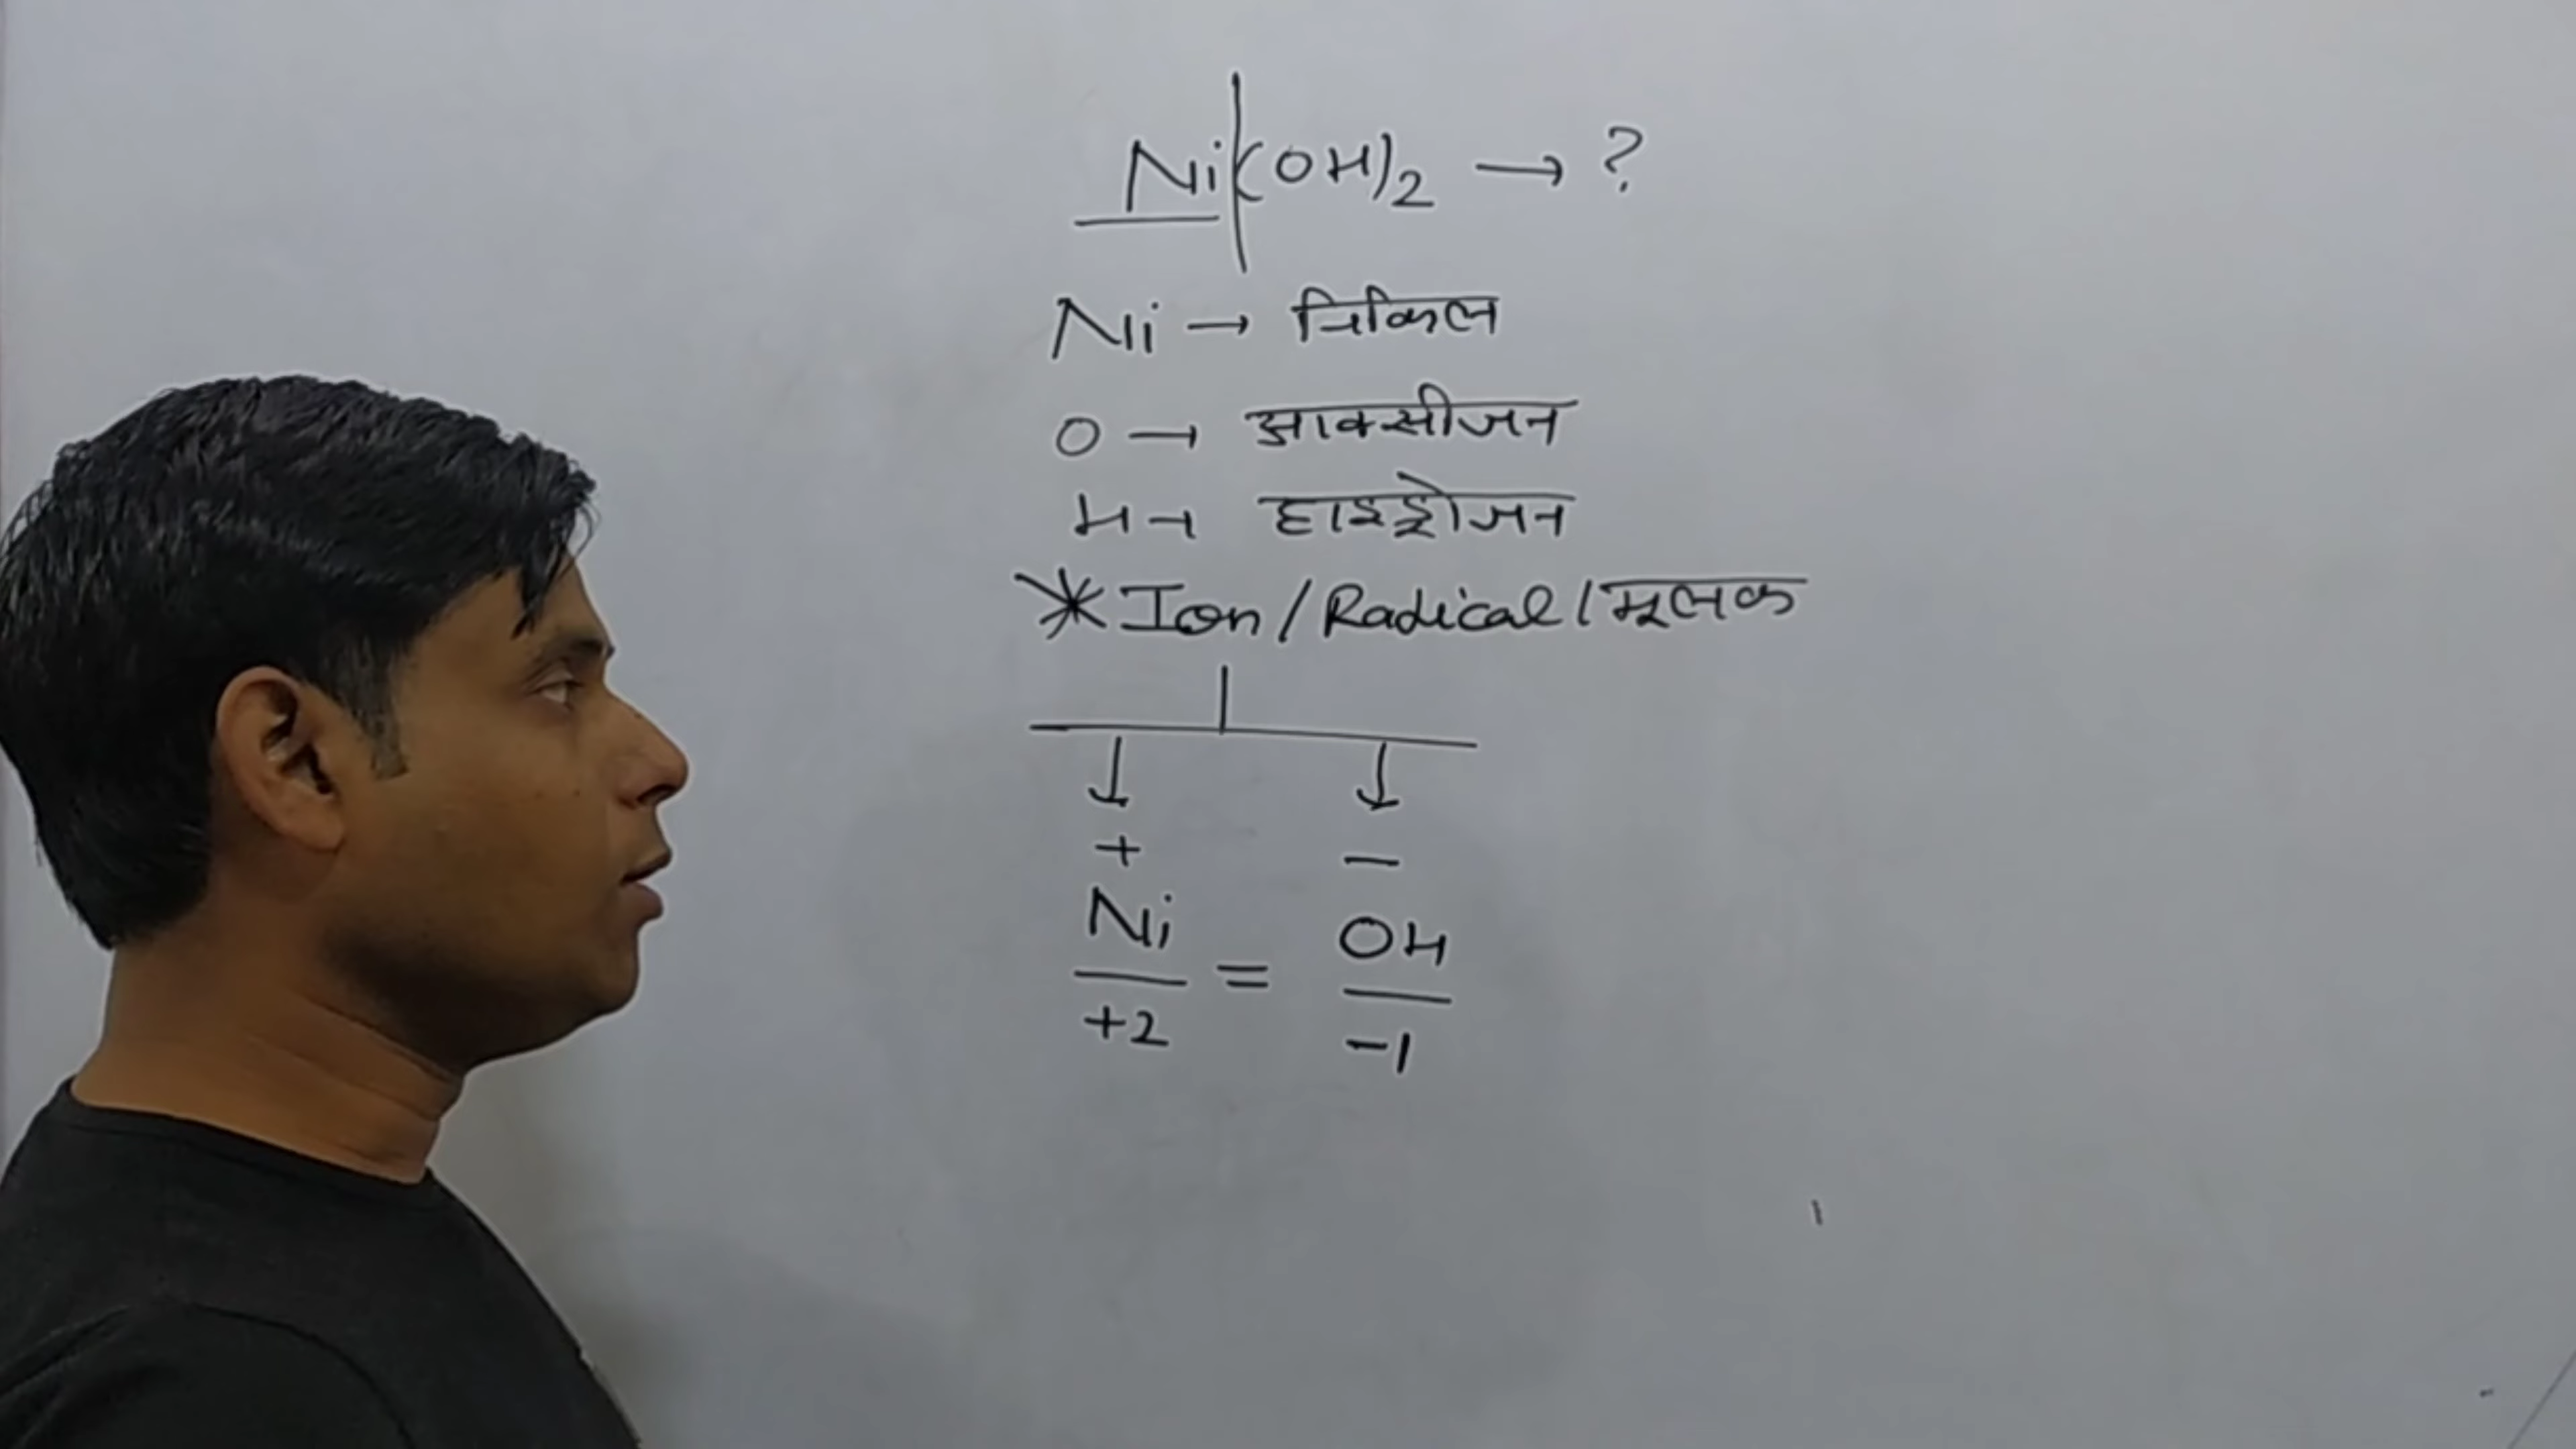 Ni|(OH)2 → ?
Ni → निकिल
O → आक्सीजन
H → हाइड्रोजन
* Ion / Radical / मूलक
↓ ↓
+ –
Ni = OH
+2 -1